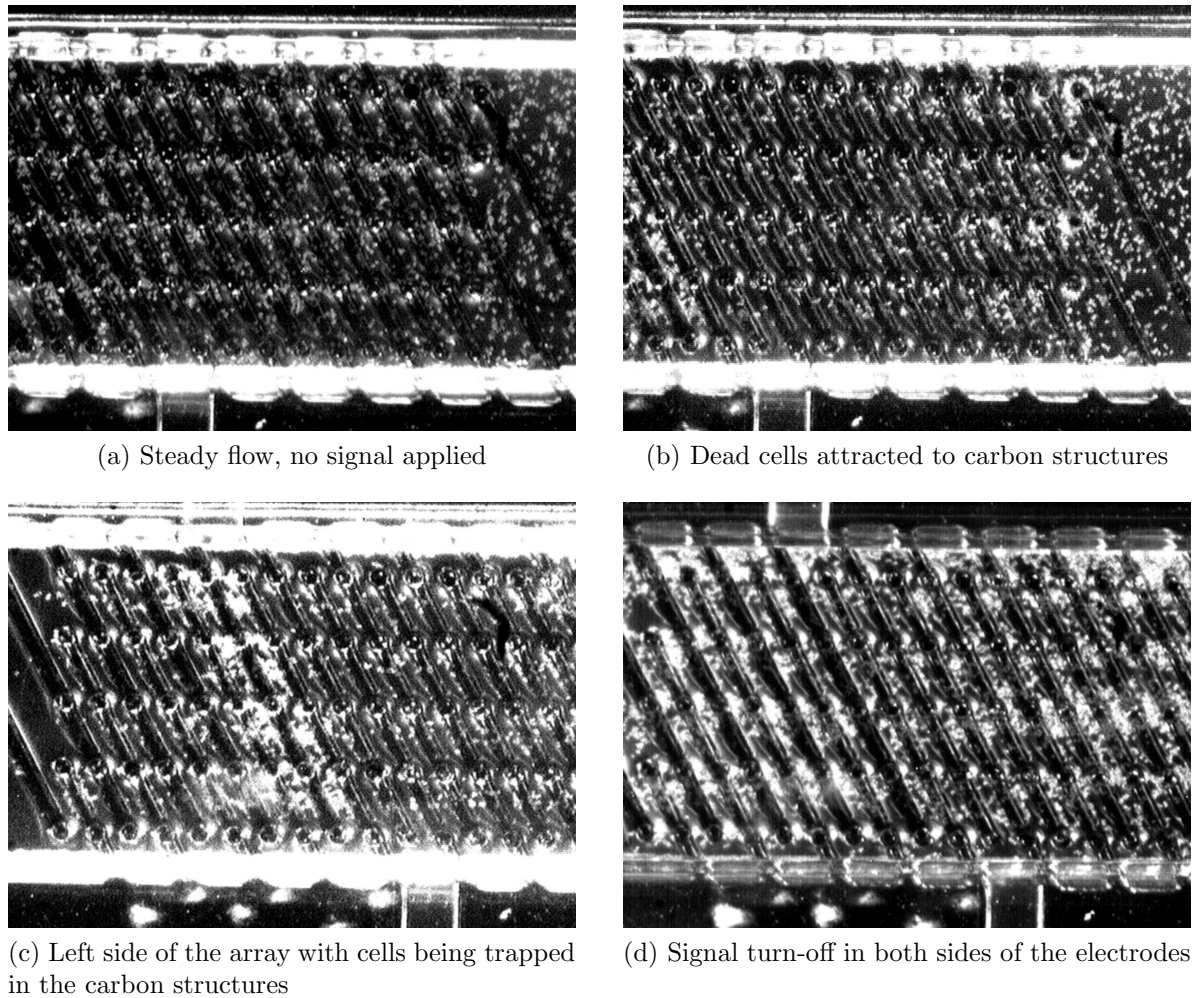 (a) Steady flow, no signal applied
(b) Dead cells attracted to carbon structures
(c) Left side of the array with cells being trapped
in the carbon structures
(d) Signal turn-off in both sides of the electrodes